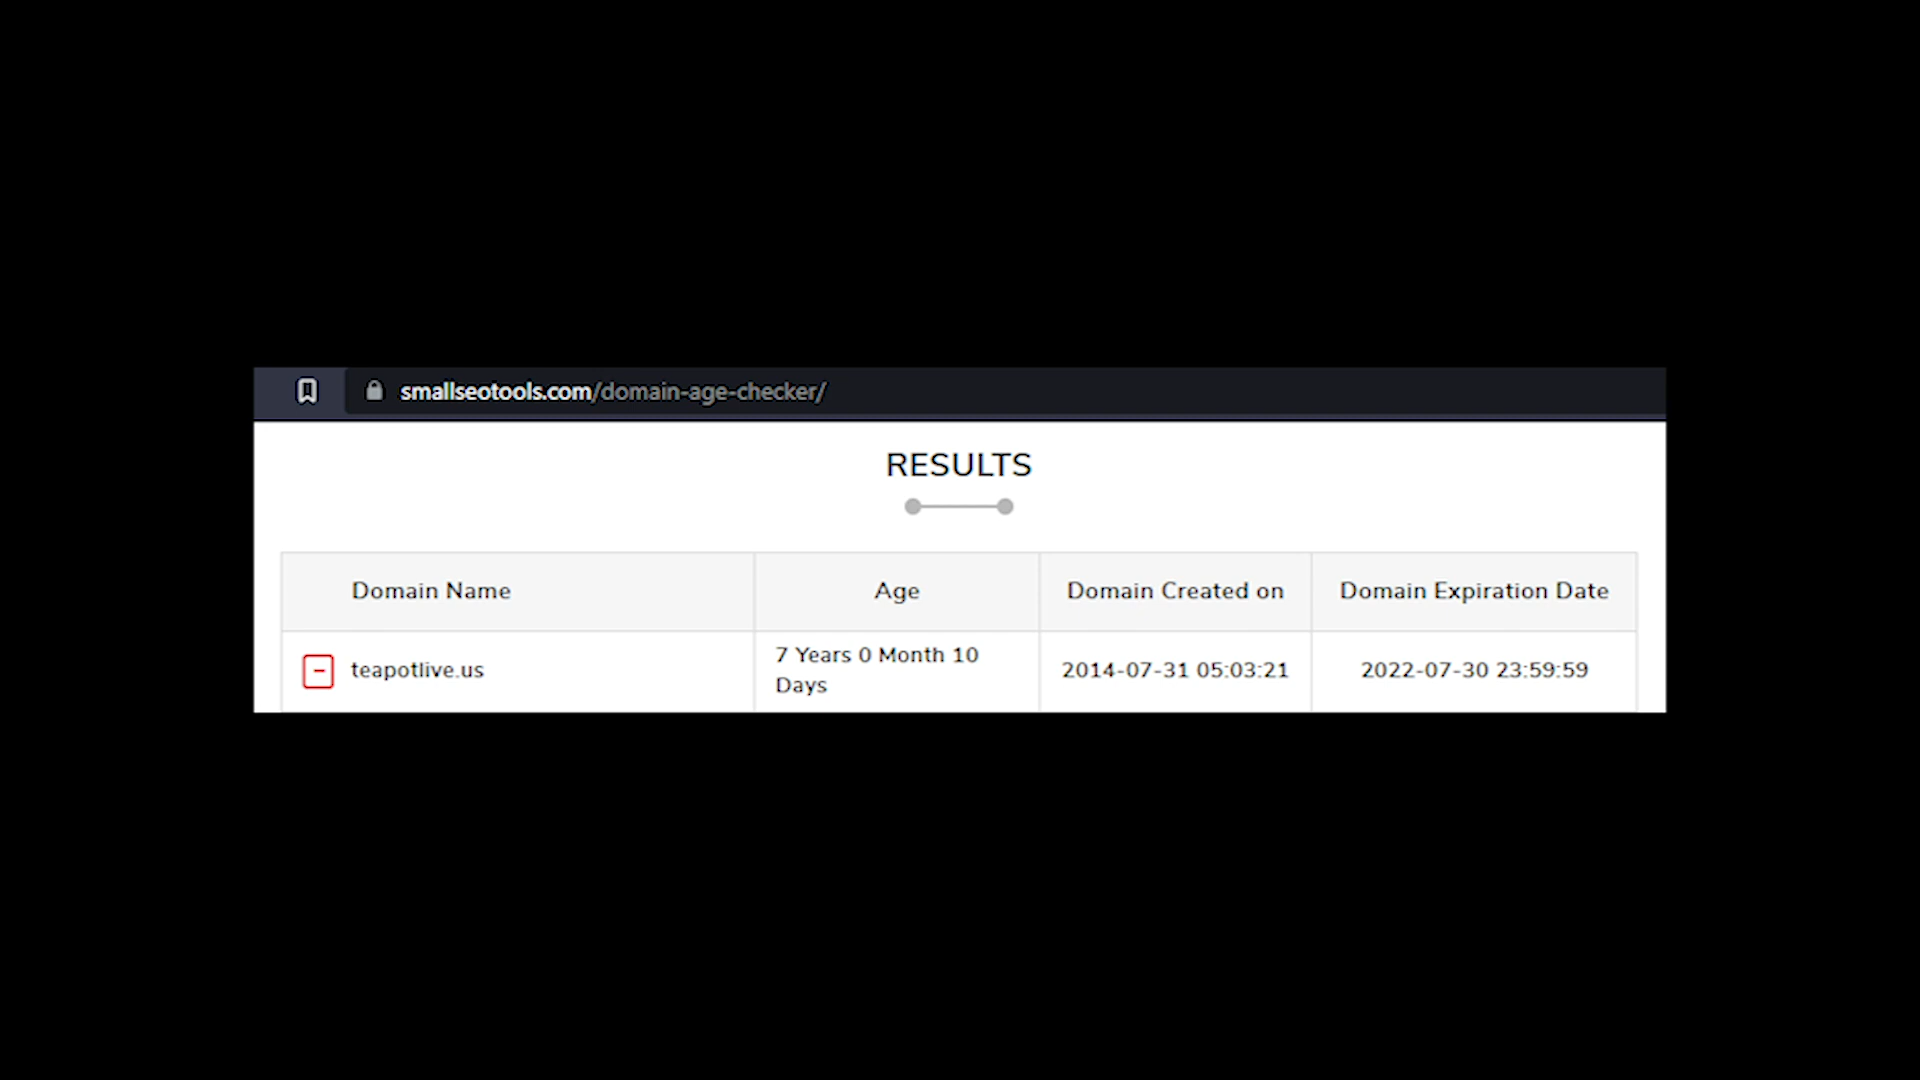 smallseotools.com/domain-age-checker/
RESULTS
Domain Name Age Domain Created on Domain Expiration Date
teapotlive.us 7 Years 0 Month 10 Days 2014-07-31 05:03:21 2022-07-30 23:59:59